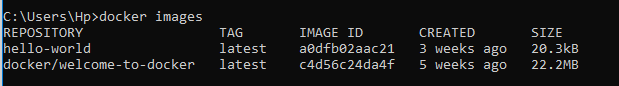 C:\Users\Hp>docker images
REPOSITORY TAG IMAGE ID CREATED SIZE
hello-world latest a0dfb02aac21 3 weeks ago 20.3kB
docker/welcome-to-docker latest c4d56c24da4f 5 weeks ago 22.2MB